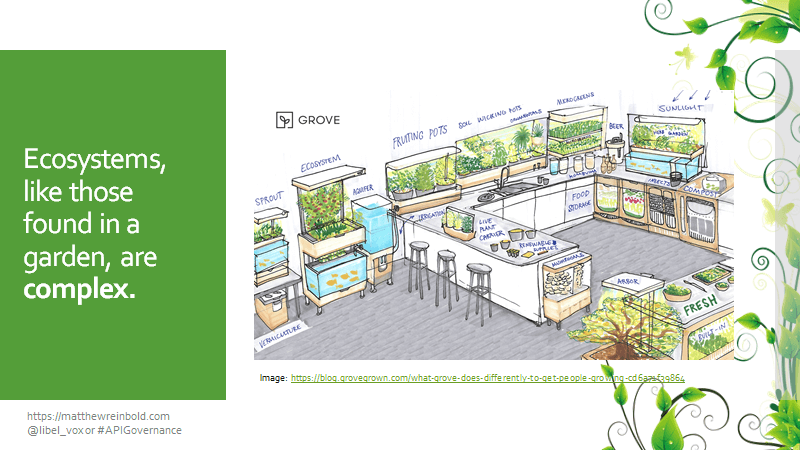 Ecosystems,
like those
found in a
garden, are
complex.
GROVE
SPROUT
ECOSYSTEM
AQUIFER
FRUITING POTS
SOIL WICKING POTS
ORNAMENTALS
MICROGREENS
BEER
SUNLIGHT
HERB GARDEN
IRRIGATION
LIVE
PLANT
CARRIER
RENEWABLE
SUPPLIES
FOOD
STORAGE
INSECTS
COMPOST
MUSHROOMS
ARBOR
FRESH
BUILT-IN
VERMICULTURE
Image: https://blog.grovegrown.com/what-grove-does-differently-to-get-people-growing-cd6a71f29864
https://matthewreinbold.com
@libel_vox or #APIGovernance